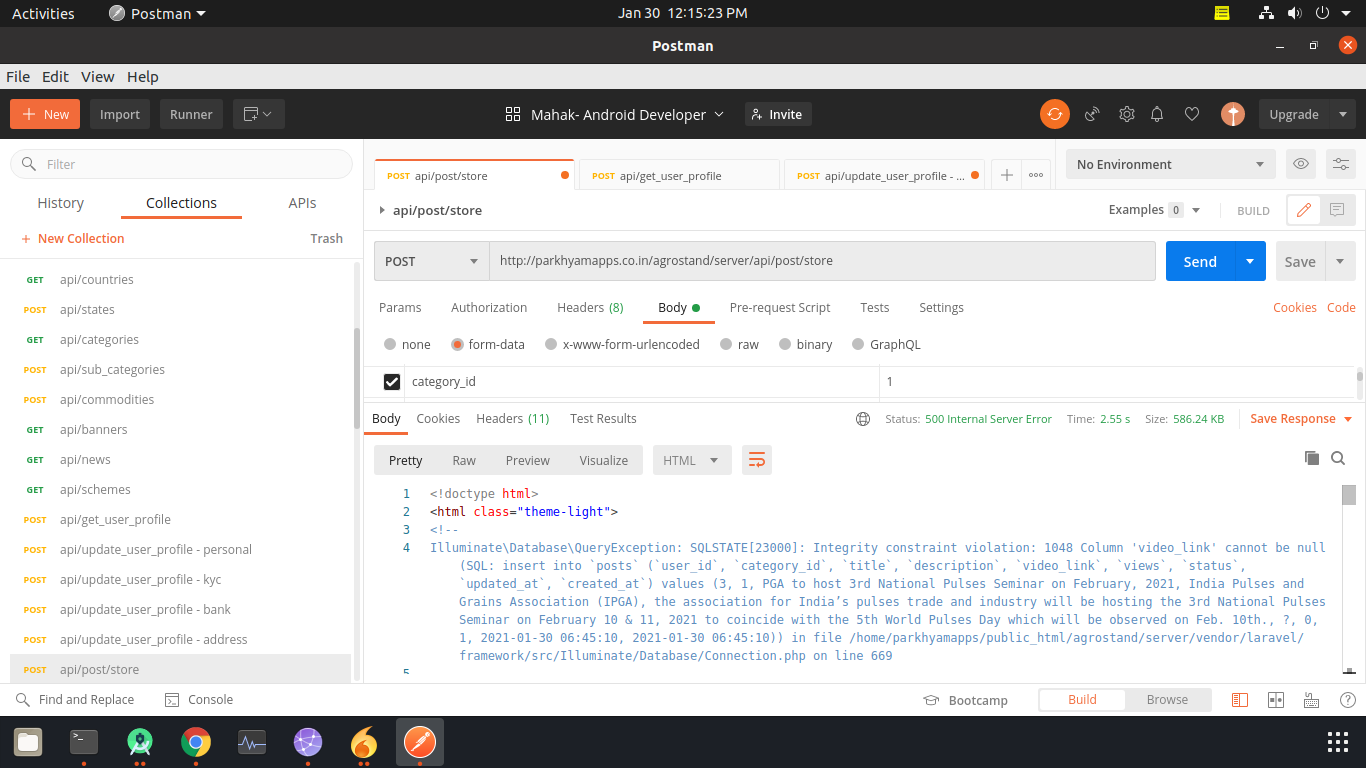 Activities Postman Jan 30 12:15:23 PM
Postman
File Edit View Help
+ New Import Runner Mahak- Android Developer Invite Upgrade
Filter
History Collections APIs
+ New Collection Trash
GET api/countries
POST api/states
GET api/categories
POST api/sub_categories
POST api/commodities
GET api/banners
GET api/news
GET api/schemes
POST api/get_user_profile
POST api/update_user_profile - personal
POST api/update_user_profile - kyc
POST api/update_user_profile - bank
POST api/update_user_profile - address
POST api/post/store
POST api/post/store POST api/get_user_profile POST api/update_user_profile - ... + ooo No Environment
api/post/store Examples 0 BUILD
POST http://parkhyamapps.co.in/agrostand/server/api/post/store Send Save
Params Authorization Headers (8) Body Pre-request Script Tests Settings Cookies Code
none form-data x-www-form-urlencoded raw binary GraphQL
category_id 1
Body Cookies Headers (11) Test Results Status: 500 Internal Server Error Time: 2.55 s Size: 586.24 KB Save Response
Pretty Raw Preview Visualize HTML
1 <!doctype html>
2 <html class="theme-light">
3 <!--
4 Illuminate\Database\QueryException: SQLSTATE[23000]: Integrity constraint violation: 1048 Column 'video_link' cannot be null
(SQL: insert into `posts` (`user_id`, `category_id`, `title`, `description`, `video_link`, `views`, `status`,
`updated_at`, `created_at`) values (3, 1, PGA to host 3rd National Pulses Seminar on February, 2021, India Pulses and
Grains Association (IPGA), the association for India’s pulses trade and industry will be hosting the 3rd National Pulses
Seminar on February 10 & 11, 2021 to coincide with the 5th World Pulses Day which will be observed on Feb. 10th., ?, 0,
1, 2021-01-30 06:45:10, 2021-01-30 06:45:10)) in file /home/parkhyamapps/public_html/agrostand/server/vendor/laravel/
framework/src/Illuminate/Database/Connection.php on line 669
5
Find and Replace Console Bootcamp Build Browse